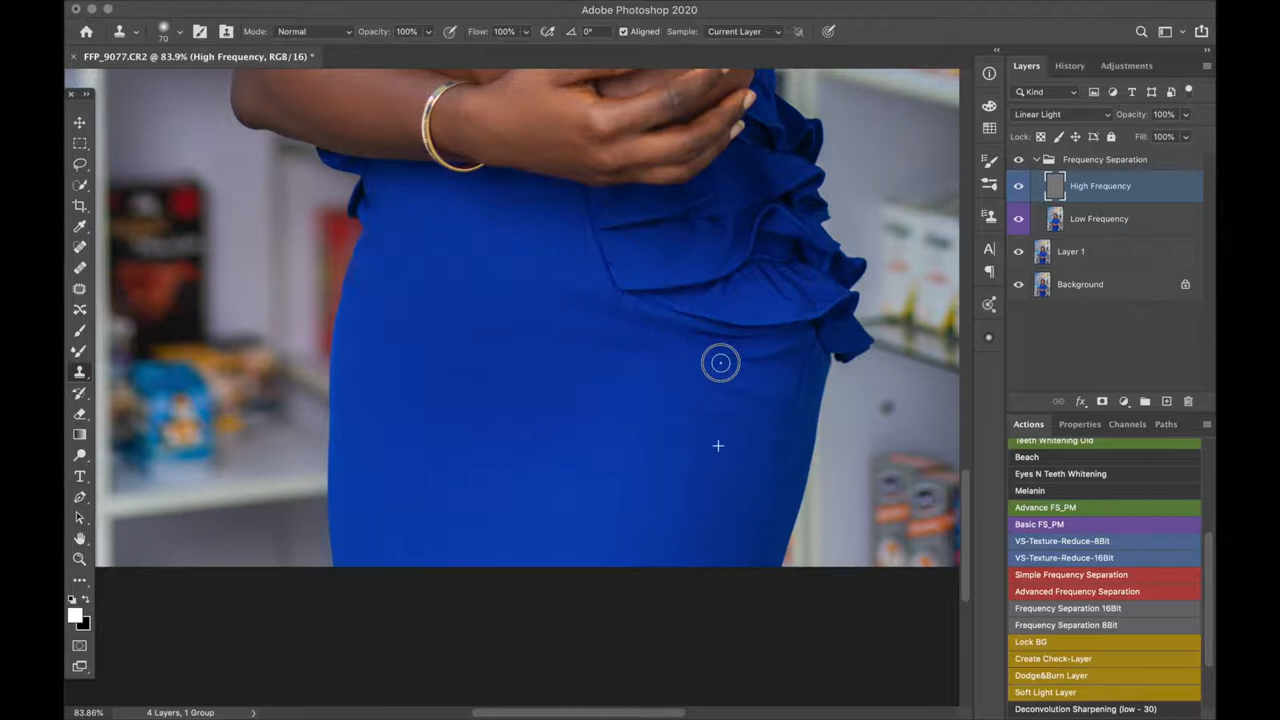 Adobe Photoshop 2020
70
Mode: Normal
Opacity: 100%
Flow: 100%
0°
Aligned
Sample: Current Layer
FFP_9077.CR2 @ 83.9% (High Frequency, RGB/16) *
Layers
History
Adjustments
Kind
Linear Light
Opacity: 100%
Lock:
Fill: 100%
Frequency Separation
High Frequency
Low Frequency
Layer 1
Background
fx
Actions
Properties
Channels
Paths
Teeth Whitening Old
Beach
Eyes N Teeth Whitening
Melanin
Advance FS_PM
Basic FS_PM
VS-Texture-Reduce-8Bit
VS-Texture-Reduce-16Bit
Simple Frequency Separation
Advanced Frequency Separation
Frequency Separation 16Bit
Frequency Separation 8Bit
Lock BG
Create Check-Layer
Dodge&Burn Layer
Soft Light Layer
Deconvolution Sharpening (low - 30)
83.86%
4 Layers, 1 Group